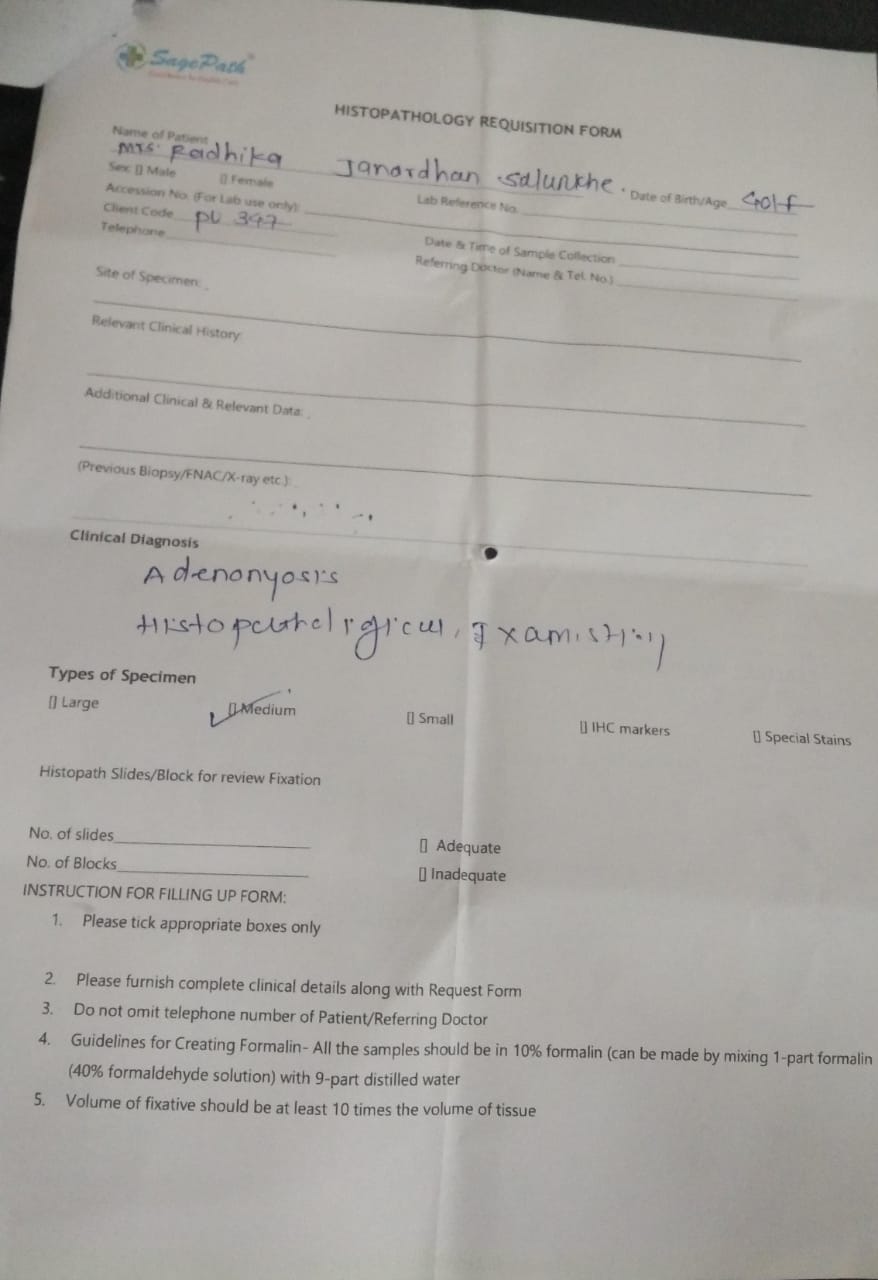 SagePath
HISTOPATHOLOGY REQUISITION FORM
Name of Patient
Mrs. Radhika Janardhan Salunkhe. Date of Birth/Age
Sex: [] Male [] Female
Lab Reference No.
Accession No. (For Lab use only):
Client Code PU 397
Date & Time of Sample Collection
Telephone
Referring Doctor (Name & Tel. No.)
Site of Specimen:
Relevant Clinical History:
Additional Clinical & Relevant Data:
(Previous Biopsy/FNAC/X-ray etc.):
Clinical Diagnosis
Adenonyosis
Types of Specimen
[] Large [] Medium [] Small [] IHC markers [] Special Stains
Histopath Slides/Block for review Fixation
No. of slides [] Adequate
No. of Blocks [] Inadequate
INSTRUCTION FOR FILLING UP FORM:
1. Please tick appropriate boxes only
2. Please furnish complete clinical details along with Request Form
3. Do not omit telephone number of Patient/Referring Doctor
4. Guidelines for Creating Formalin- All the samples should be in 10% formalin (can be made by mixing 1-part formalin
(40% formaldehyde solution) with 9-part distilled water
5. Volume of fixative should be at least 10 times the volume of tissue